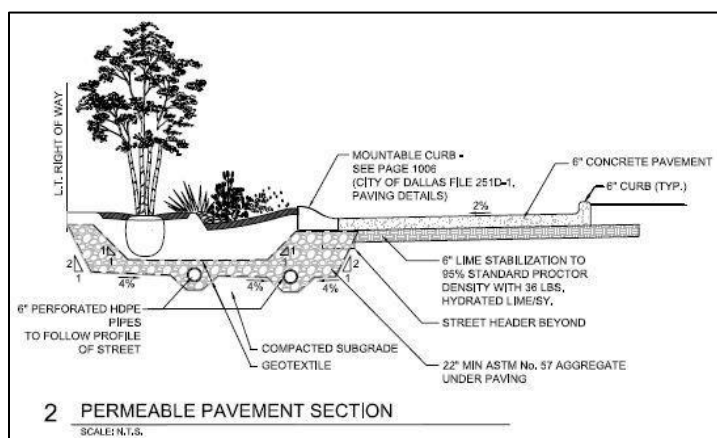 L.T. RIGHT OF WAY
MOUNTABLE CURB -
SEE PAGE 1006
(CITY OF DALLAS FILE 251D-1,
PAVING DETAILS)
6" CONCRETE PAVEMENT
6" CURB (TYP.)
2%
1
1
1
1
2
1
2
1
4%
4%
4%
6" PERFORATED HDPE
PIPES
TO FOLLOW PROFILE
OF STREET
COMPACTED SUBGRADE
GEOTEXTILE
6" LIME STABILIZATION TO
95% STANDARD PROCTOR
DENSITY WITH 36 LBS.
HYDRATED LIME/SY.
STREET HEADER BEYOND
22" MIN ASTM No. 57 AGGREGATE
UNDER PAVING
2 PERMEABLE PAVEMENT SECTION
SCALE: N.T.S.